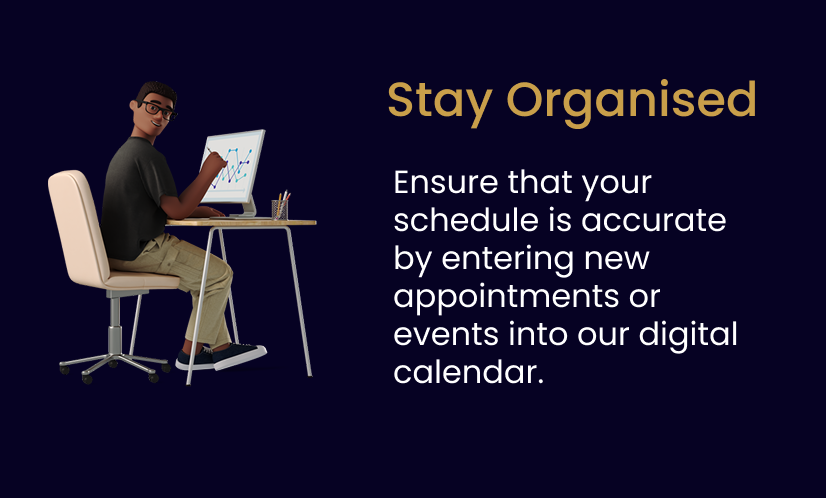 Stay Organised
Ensure that your
schedule is accurate
by entering new
appointments or
events into our digital
calendar.